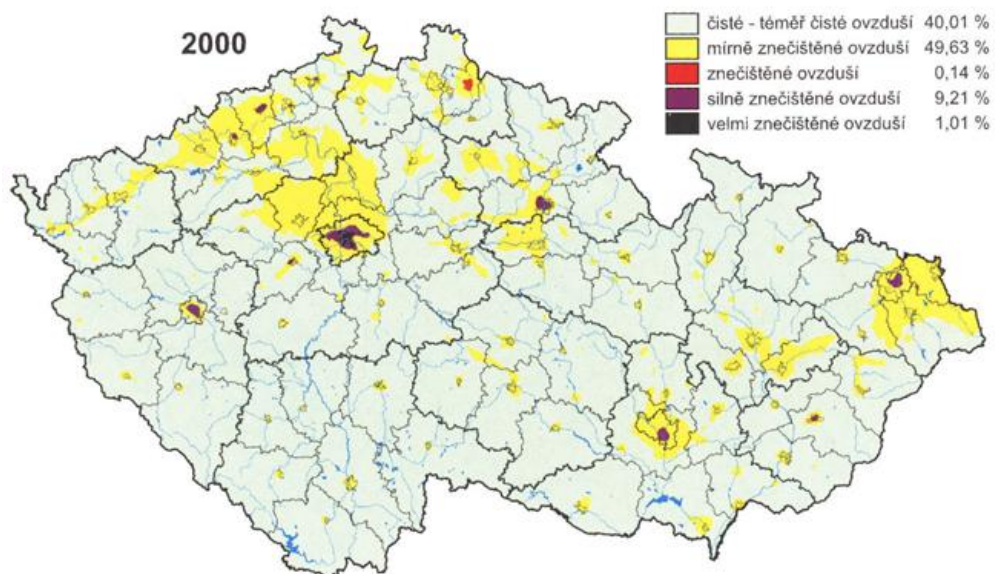 2000
čisté - téměř čisté ovzduší 40,01 %
mírně znečištěné ovzduší 49,63 %
znečištěné ovzduší 0,14 %
silně znečištěné ovzduší 9,21 %
velmi znečištěné ovzduší 1,01 %